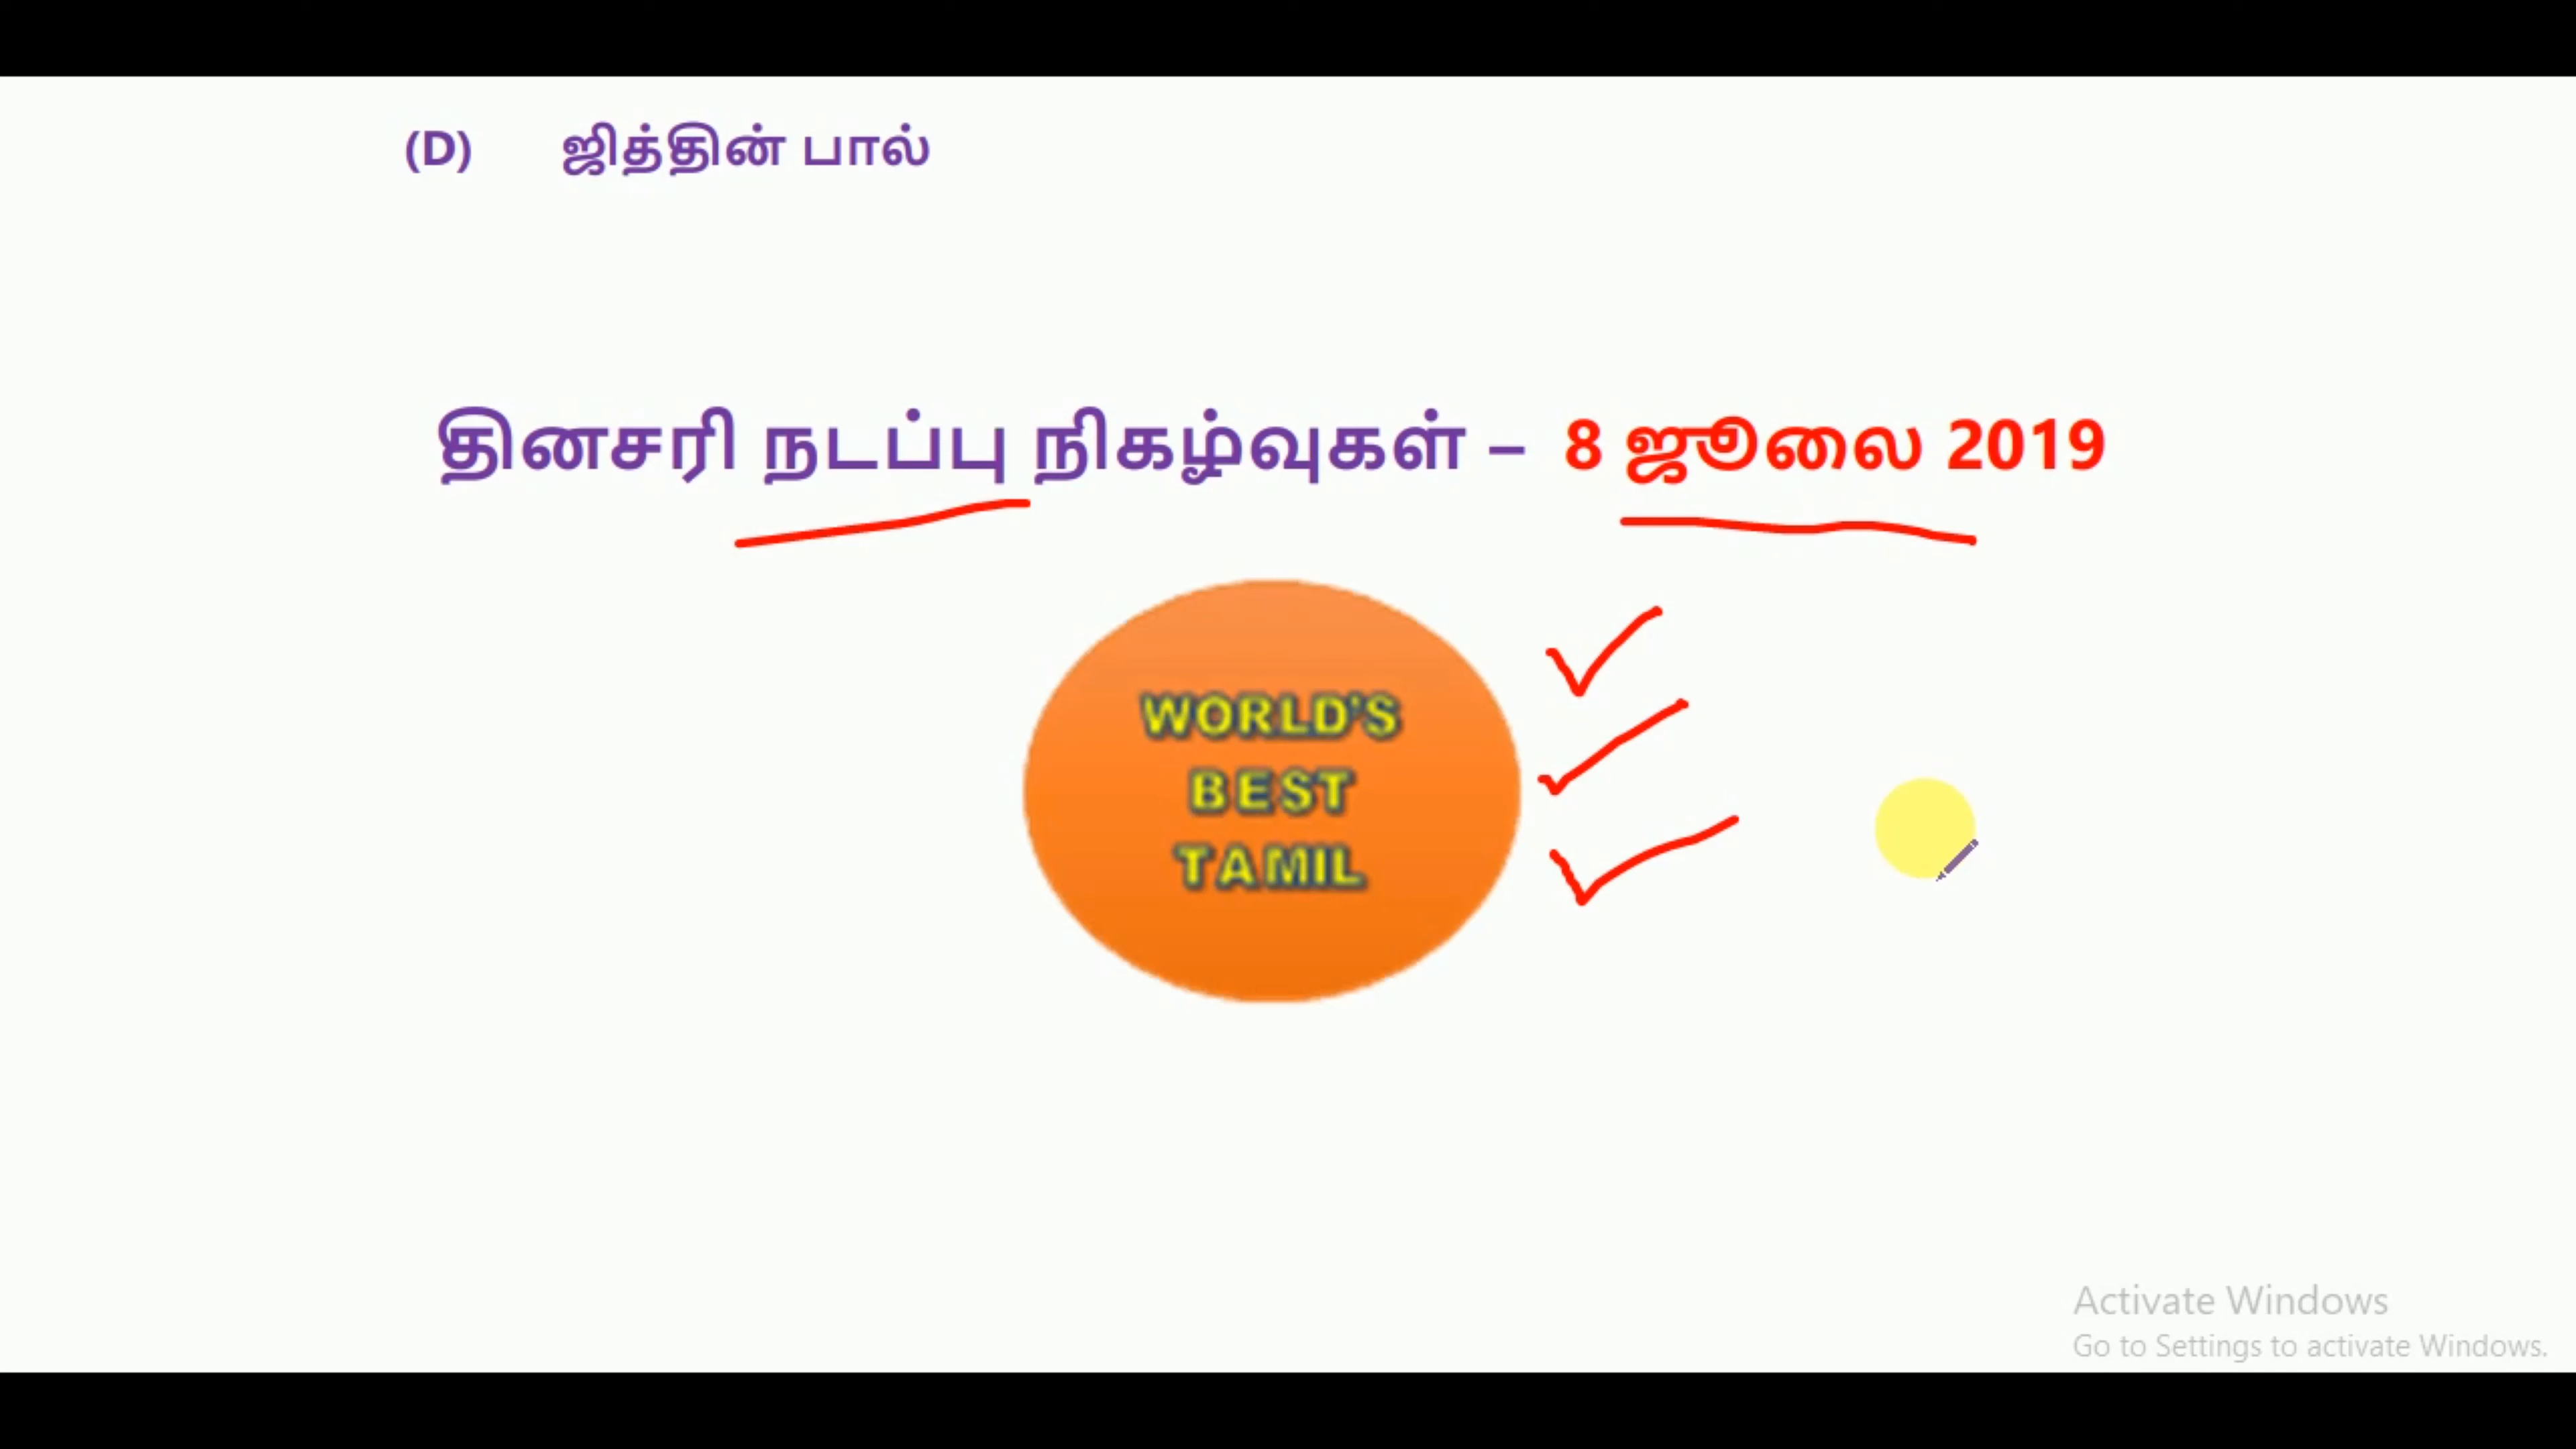 (D) ஜித்தின் பால்
தினசரி நடப்பு நிகழ்வுகள் – 8 ஜூலை 2019
WORLD'S
BEST
TAMIL
Activate Windows
Go to Settings to activate Windows.